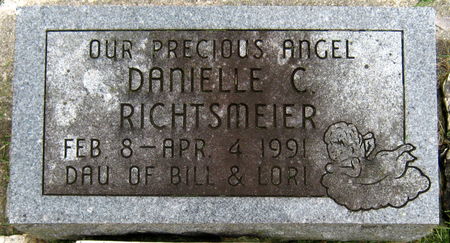 OUR PRECIOUS ANGEL
DANIELLE C.
RICHTSMEIER
FEB 8 - APR. 4 1991
DAU OF BILL & LORI